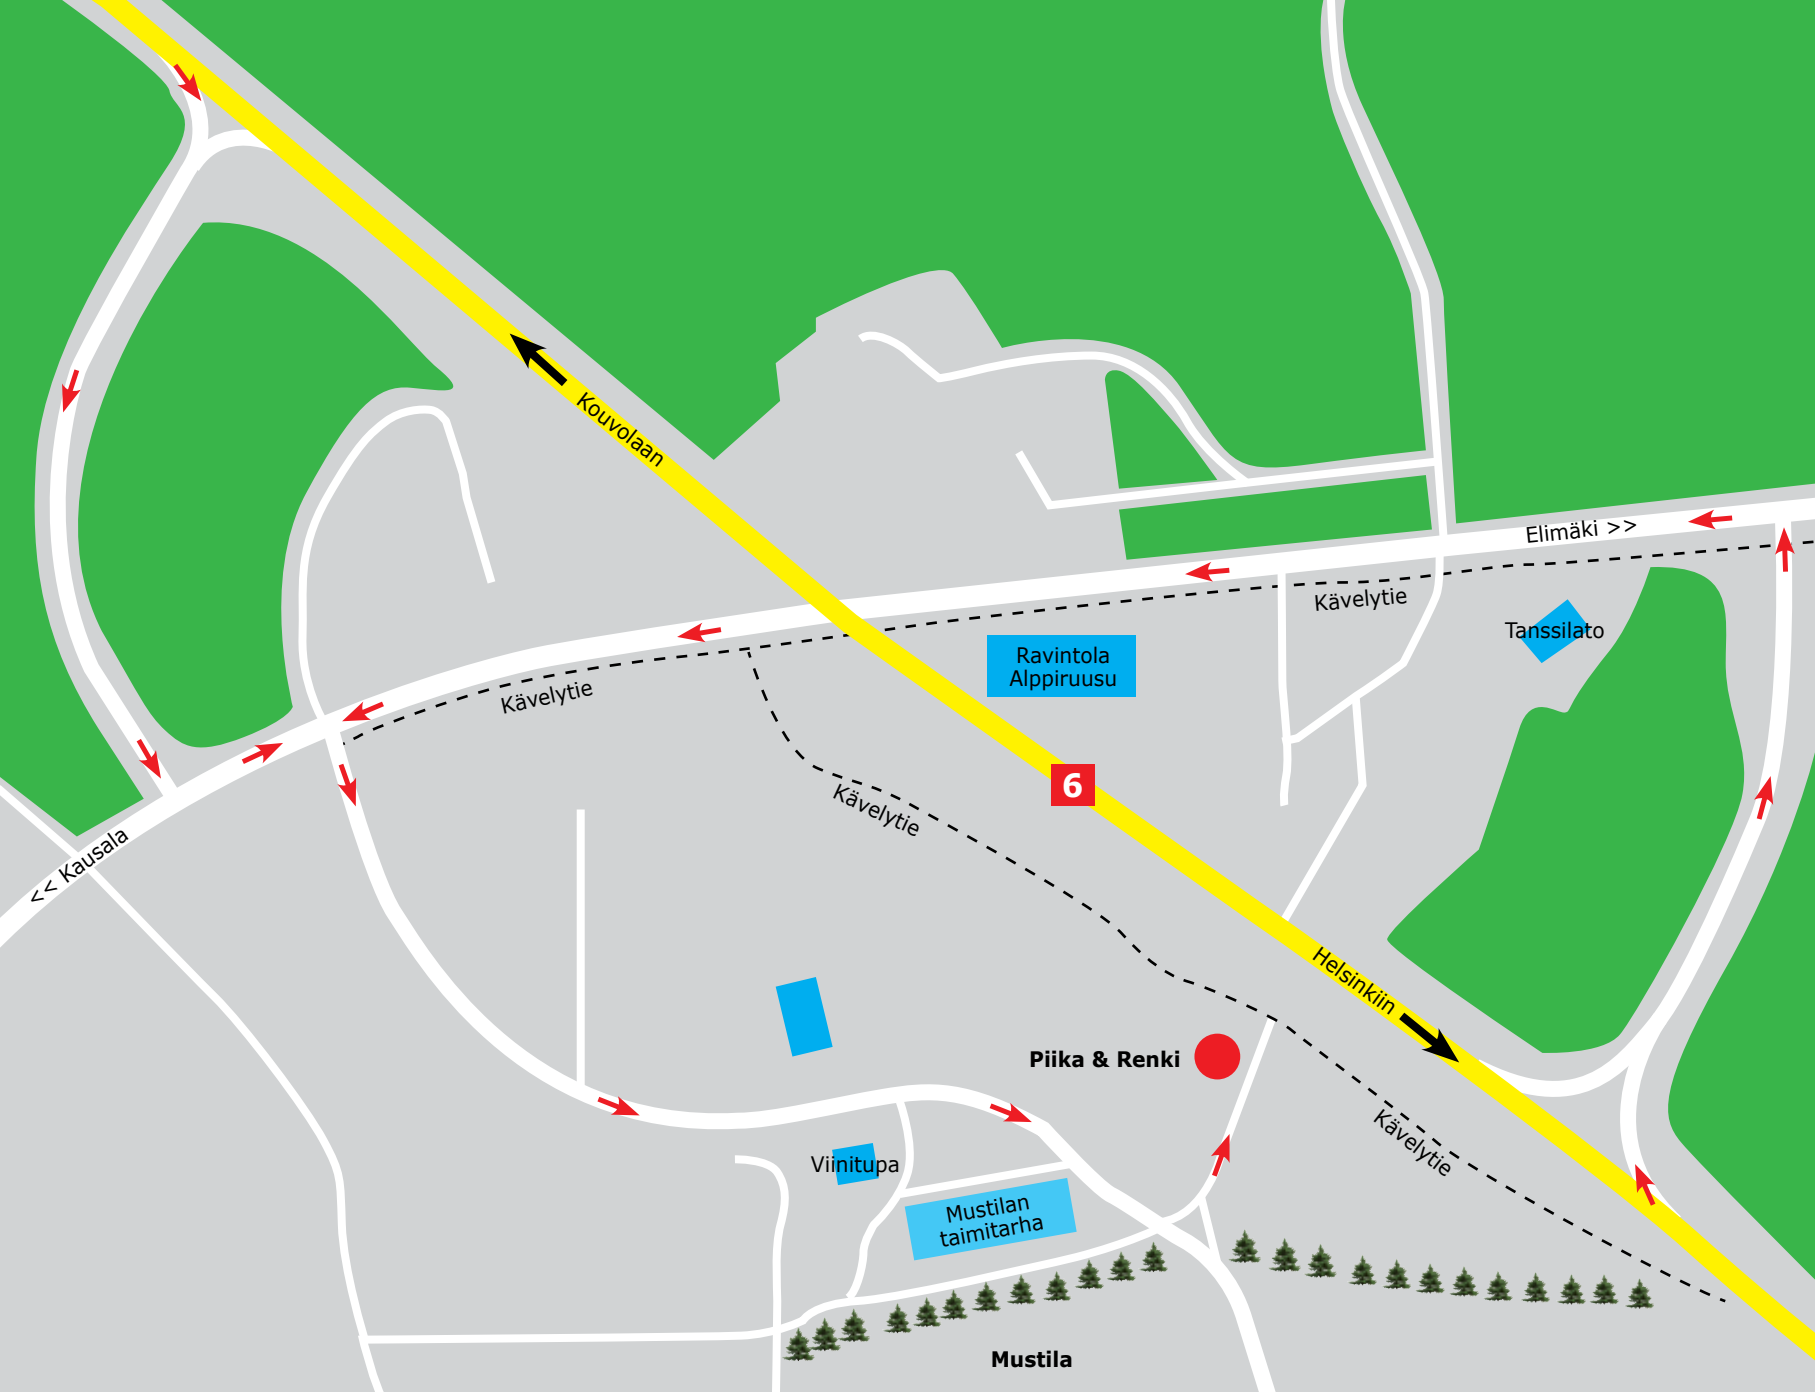 Kouvolaan
Elimäki >>
Kävelytie
Tanssilato
Ravintola
Alppiruusu
Kävelytie
6
Kävelytie
<< Kausala
Helsinkiin
Piika & Renki
Kävelytie
Viinitupa
Mustilan
taimitarha
Mustila